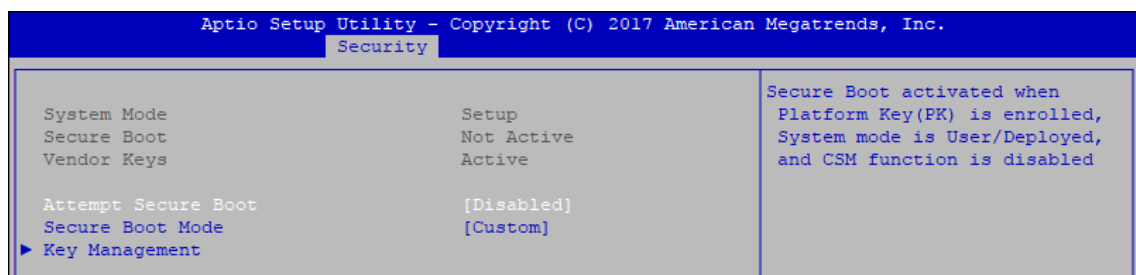 Aptio Setup Utility - Copyright (C) 2017 American Megatrends, Inc.
Security
System Mode Setup
Secure Boot Not Active
Vendor Keys Active
Attempt Secure Boot [Disabled]
Secure Boot Mode [Custom]
► Key Management
Secure Boot activated when
Platform Key(PK) is enrolled,
System mode is User/Deployed,
and CSM function is disabled